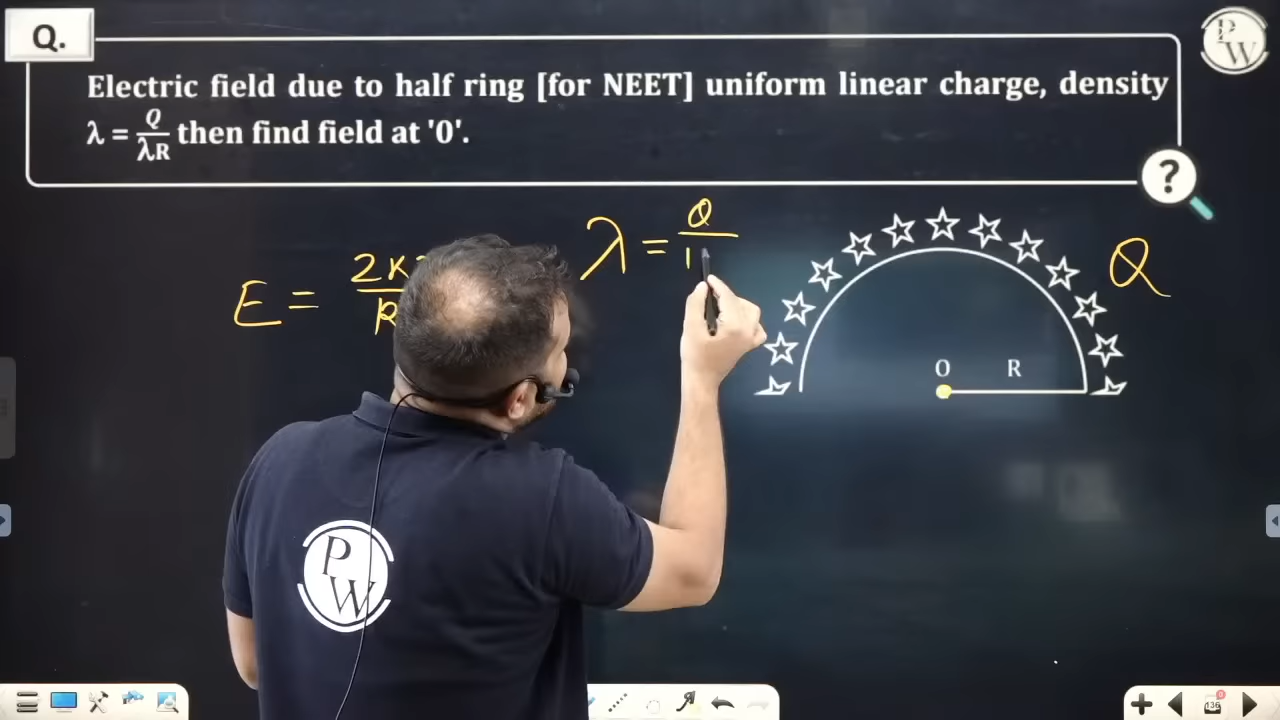 Q.
P
W
Electric field due to half ring [for NEET] uniform linear charge, density
λ = Q/λR then find field at '0'.
?
λ = Q
Q
E = 2K
R
O R
P
W
136